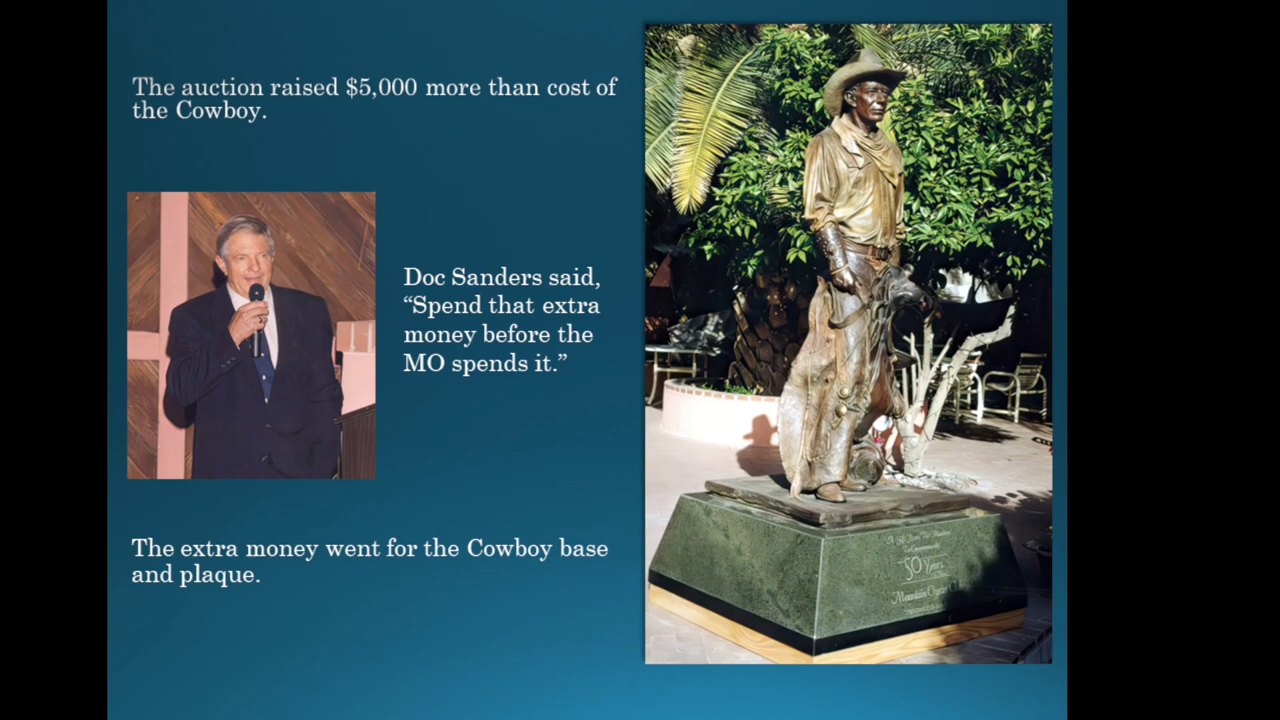 The auction raised $5,000 more than cost of
the Cowboy.
Doc Sanders said,
“Spend that extra
money before the
MO spends it.”
The extra money went for the Cowboy base
and plaque.
50 Years